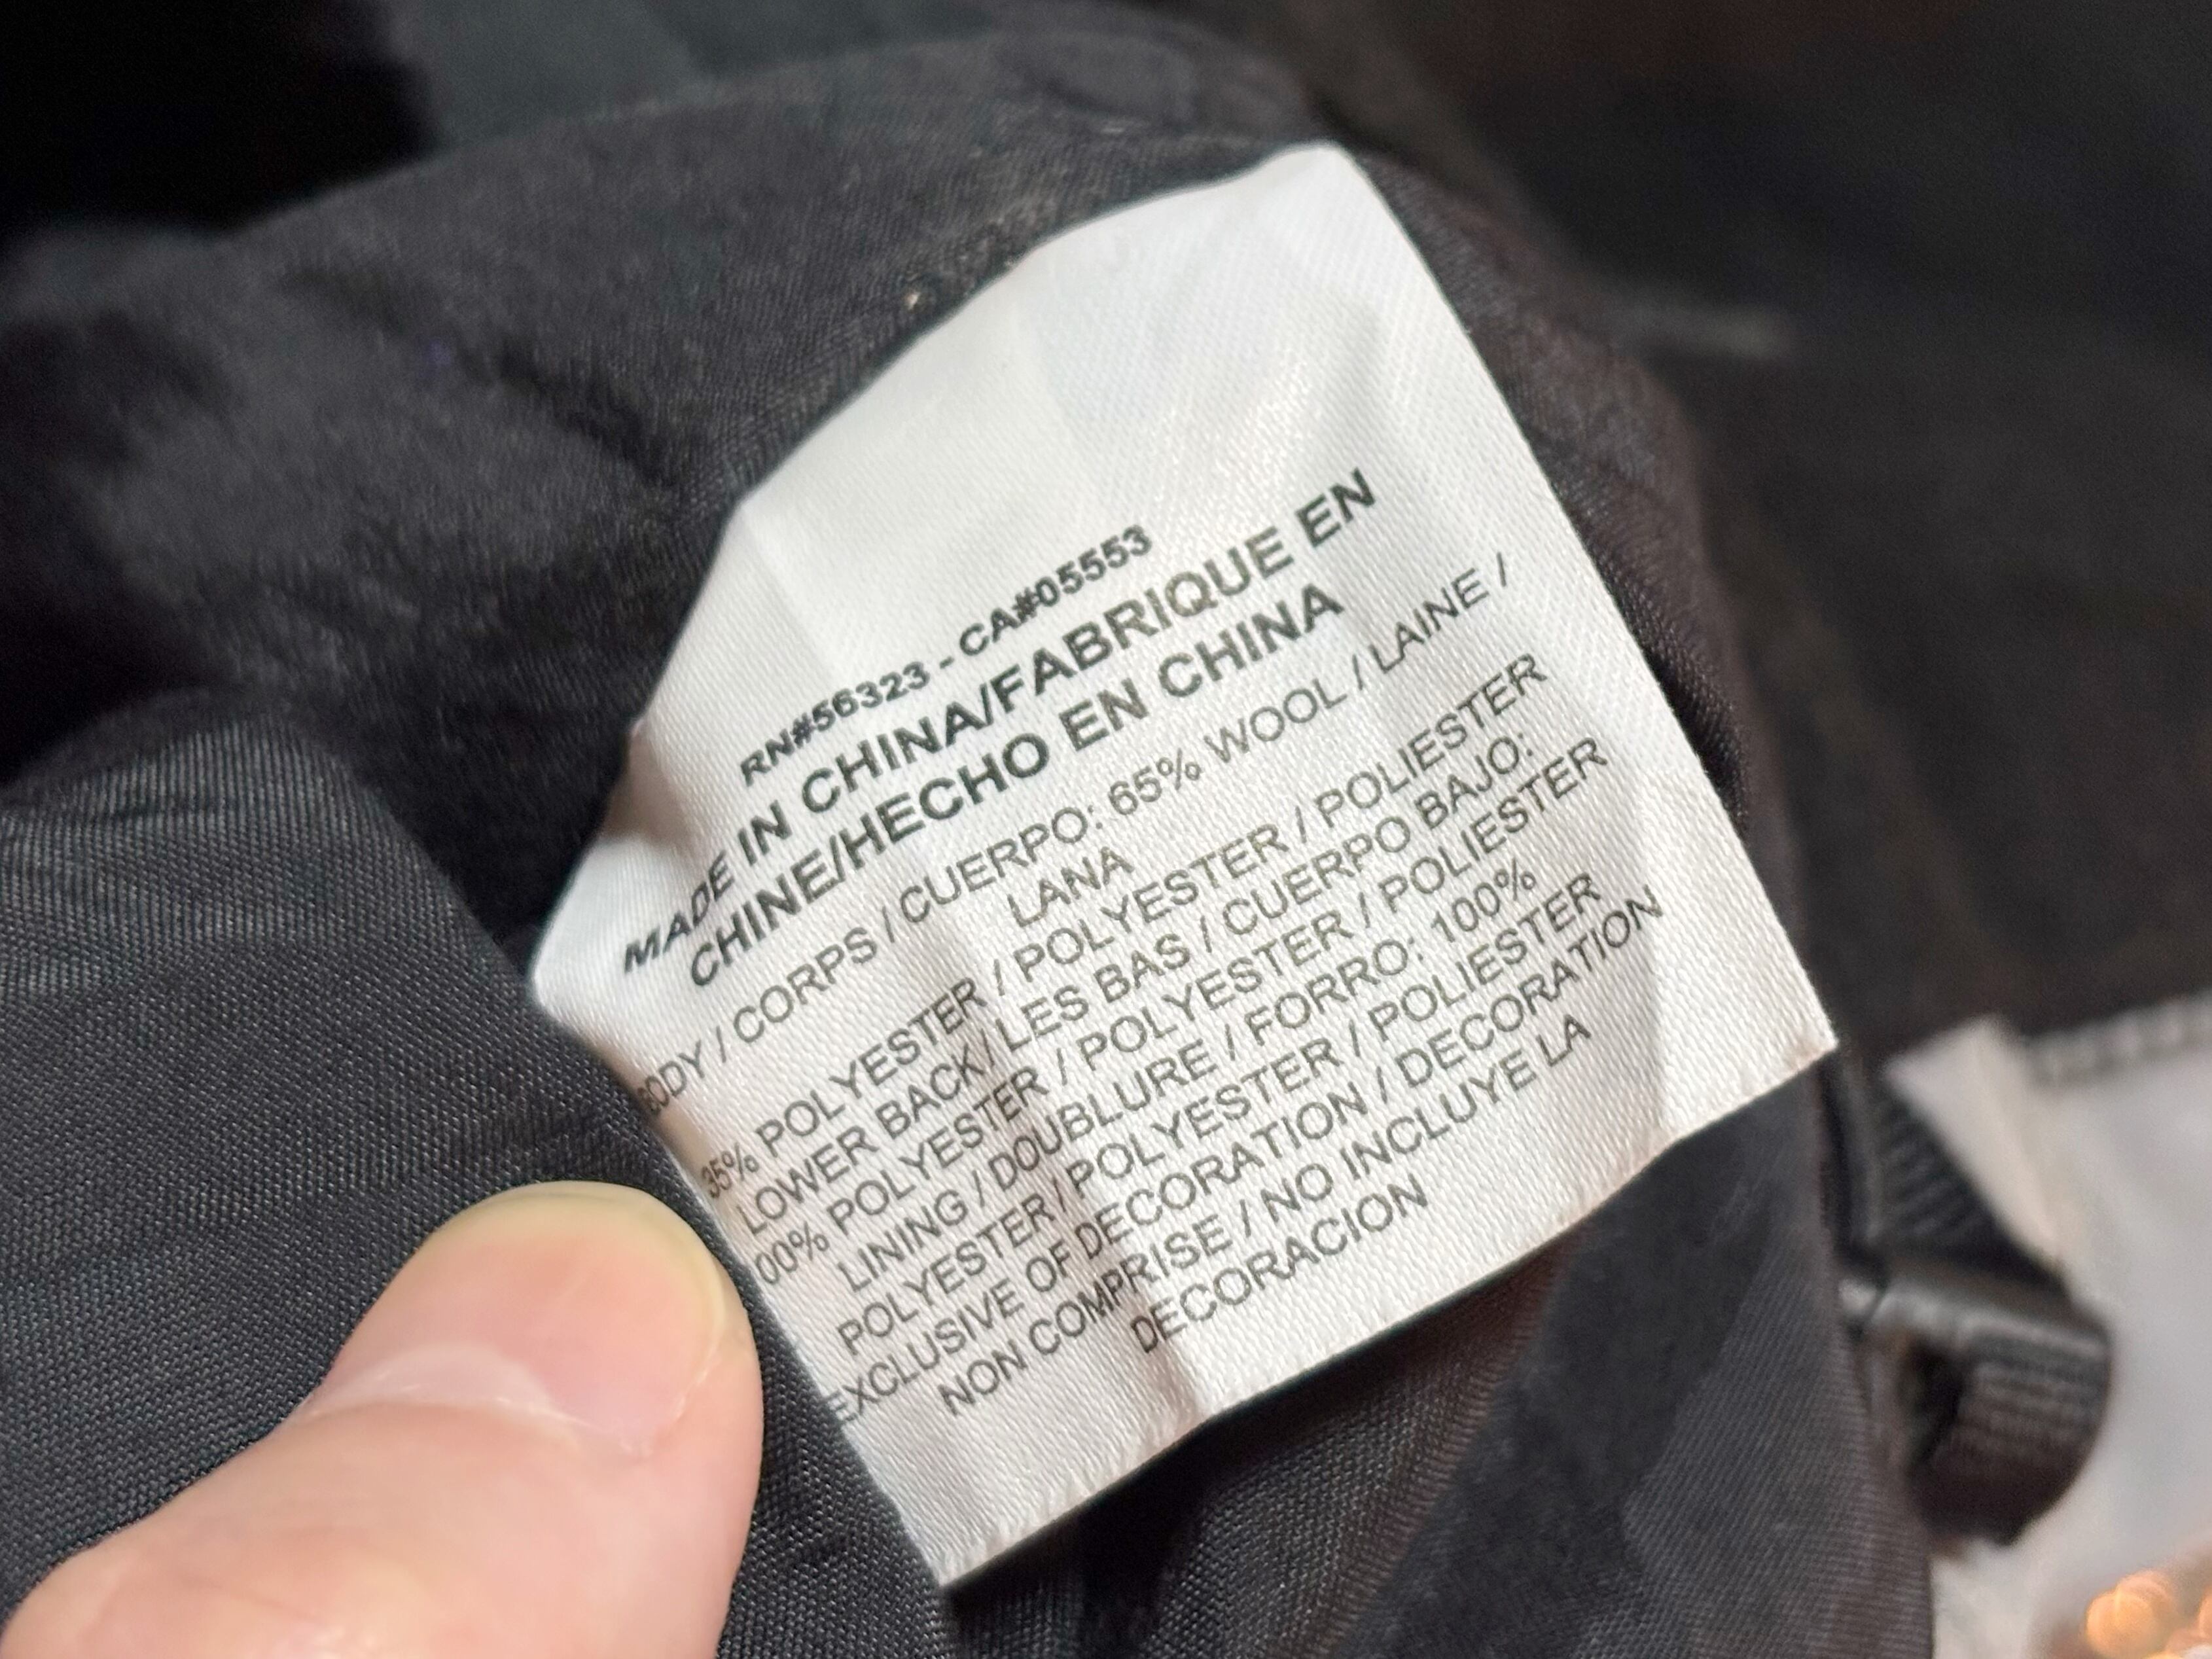 RN#56323 - CA#05553
MADE IN CHINA/FABRIQUE EN
CHINE/HECHO EN CHINA
BODY / CORPS / CUERPO: 65% WOOL / LAINE /
LANA
35% POLYESTER / POLYESTER / POLIESTER
LOWER BACK / LES BAS / CUERPO BAJO:
00% POLYESTER / POLYESTER / POLIESTER
LINING / DOUBLURE / FORRO: 100%
POLYESTER / POLYESTER / POLIESTER
EXCLUSIVE OF DECORATION / DECORATION
NON COMPRISE / NO INCLUYE LA
DECORACION